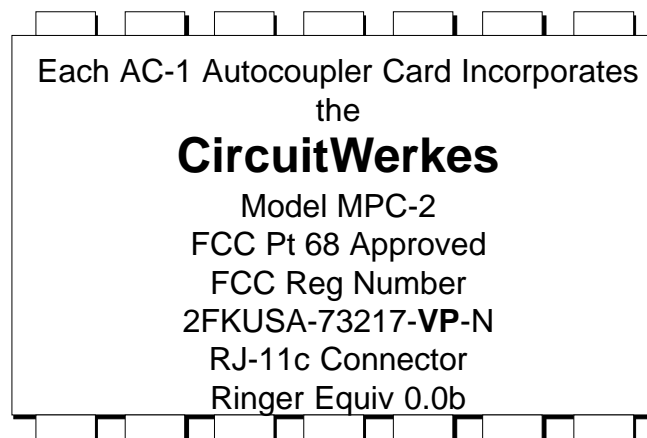 Each AC-1 Autocoupler Card Incorporates
the
CircuitWerkes
Model MPC-2
FCC Pt 68 Approved
FCC Reg Number
2FKUSA-73217-VP-N
RJ-11c Connector
Ringer Equiv 0.0b